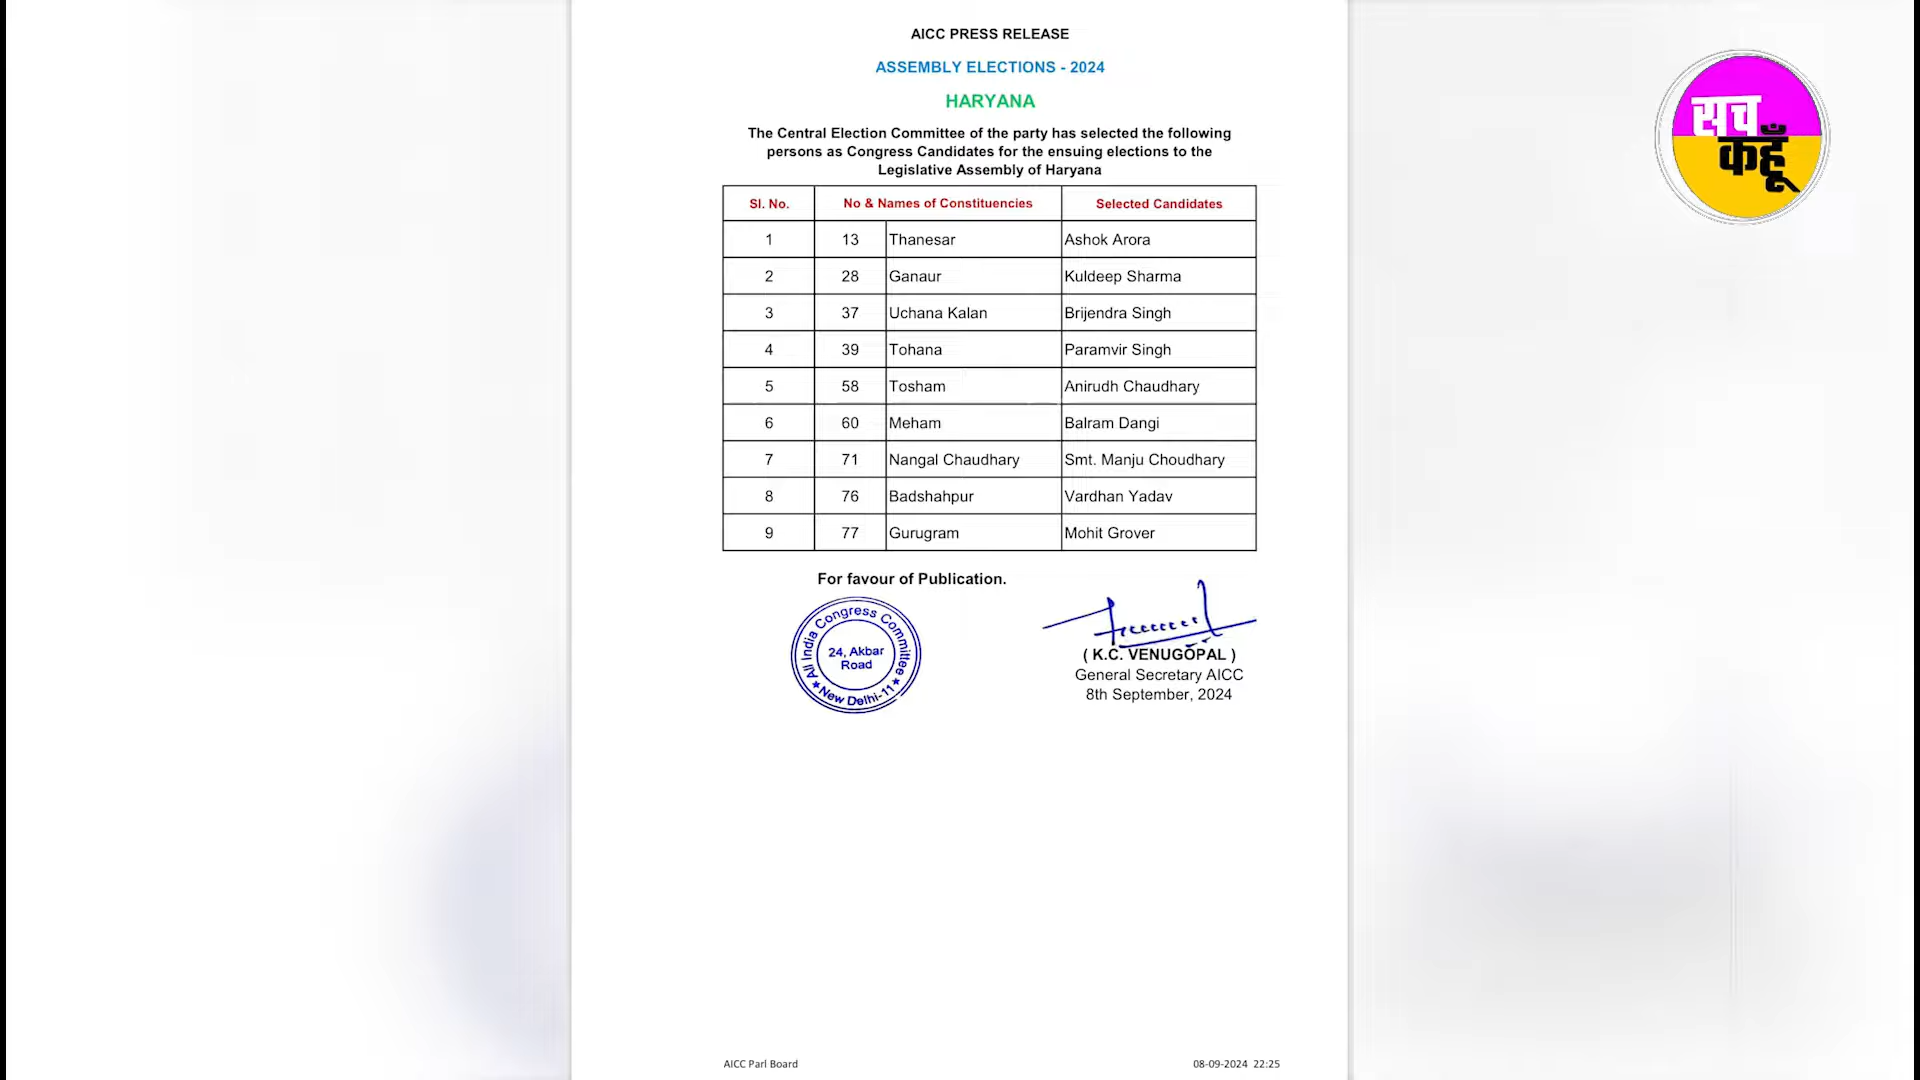 AICC PRESS RELEASE
ASSEMBLY ELECTIONS - 2024
HARYANA
The Central Election Committee of the party has selected the following
persons as Congress Candidates for the ensuing elections to the
Legislative Assembly of Haryana
Sl. No. No & Names of Constituencies Selected Candidates
1 13 Thanesar Ashok Arora
2 28 Ganaur Kuldeep Sharma
3 37 Uchana Kalan Brijendra Singh
4 39 Tohana Paramvir Singh
5 58 Tosham Anirudh Chaudhary
6 60 Meham Balram Dangi
7 71 Nangal Chaudhary Smt. Manju Choudhary
8 76 Badshahpur Vardhan Yadav
9 77 Gurugram Mohit Grover
For favour of Publication.
All India Congress Committee
24, Akbar
Road
★ New Delhi-11 ★
( K.C. VENUGOPAL )
General Secretary AICC
8th September, 2024
AICC Parl Board 08-09-2024 22:25
सच
कहूँ